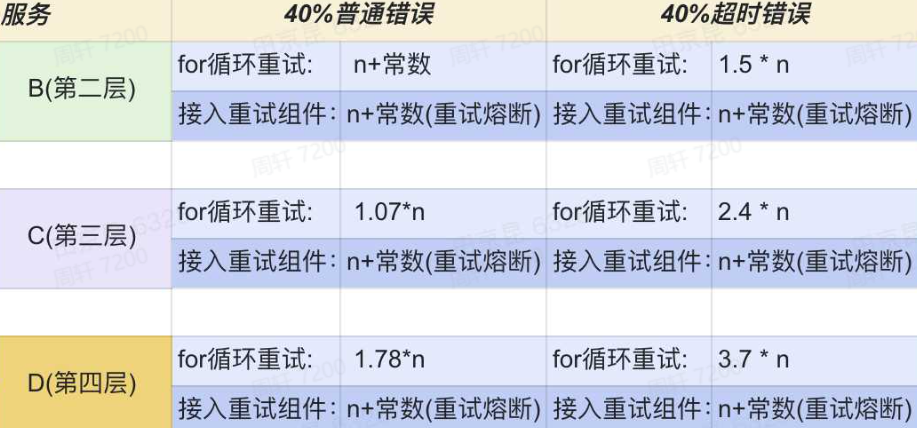 服务 40%普通错误 40%超时错误
B(第二层) for循环重试: n+常数 for循环重试: 1.5 * n
接入重试组件: n+常数(重试熔断) 接入重试组件: n+常数(重试熔断)
C(第三层) for循环重试: 1.07*n for循环重试: 2.4 * n
接入重试组件: n+常数(重试熔断) 接入重试组件: n+常数(重试熔断)
D(第四层) for循环重试: 1.78*n for循环重试: 3.7 * n
接入重试组件: n+常数(重试熔断) 接入重试组件: n+常数(重试熔断)
周轩 7200